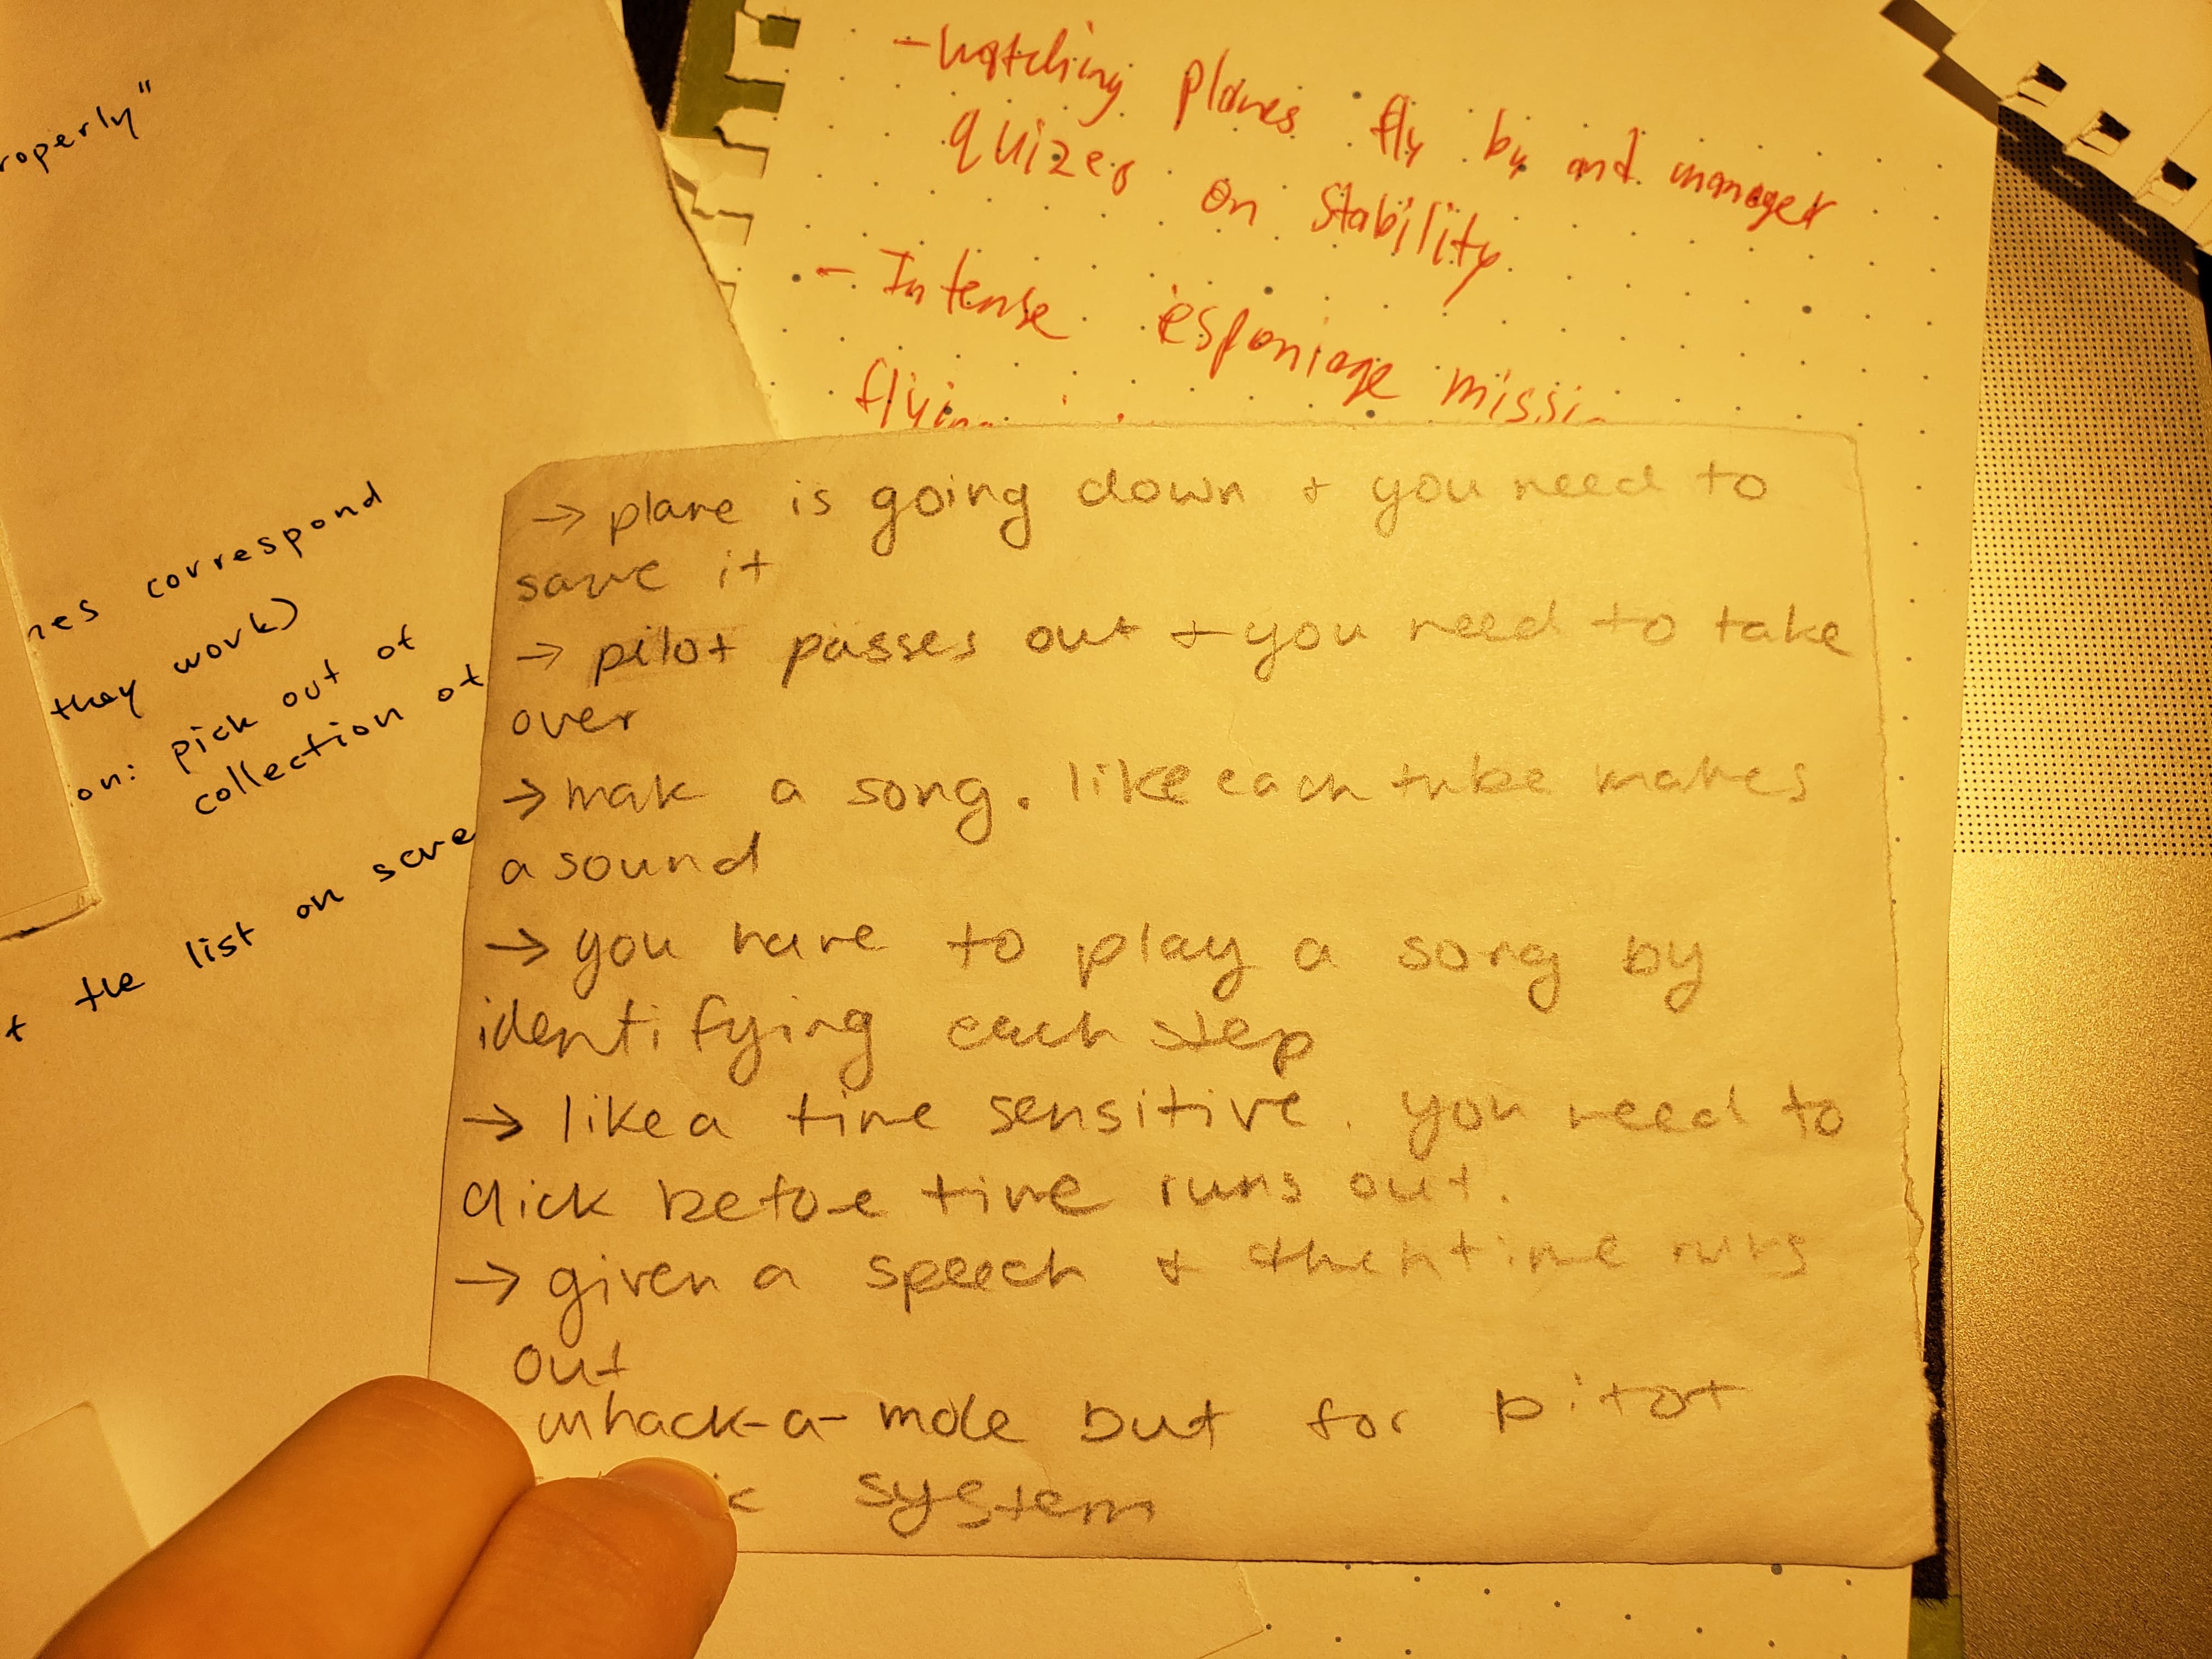 roperly"
nes correspond
they work)
on: pick out of
collection of
the list on scre
- watching planes fly by and manager
quizes on stability
- Intense esponiage missi
flyin
→ plane is going down + you need to
save it
→ pilot passes out + you need to take
over
→ mak a song. like each tube makes
a sound
→ you have to play a song by
identifying each step
→ like a time sensitive. you need to
click before time runs out.
→ given a speech + then time runs
out
whack-a-mole but for pitot
system